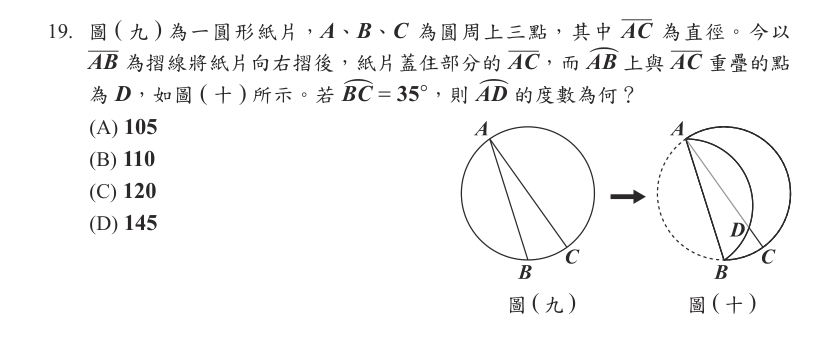 19. 圖(九)為一圓形紙片，A、B、C 為圓周上三點，其中 AC 為直徑。今以
AB 為摺線將紙片向右摺後，紙片蓋住部分的 AC，而 AB 上與 AC 重疊的點
為 D，如圖(十)所示。若 BC = 35°，則 AD 的度數為何？
(A) 105
(B) 110
(C) 120
(D) 145
A
B
C
圖(九)
A
D
B
C
圖(十)